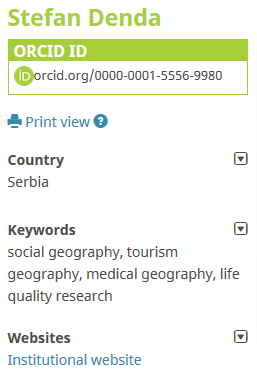 Stefan Denda
ORCID ID
iD orcid.org/0000-0001-5556-9980
Print view ?
Country
Serbia
Keywords
social geography, tourism
geography, medical geography, life
quality research
Websites
Institutional website